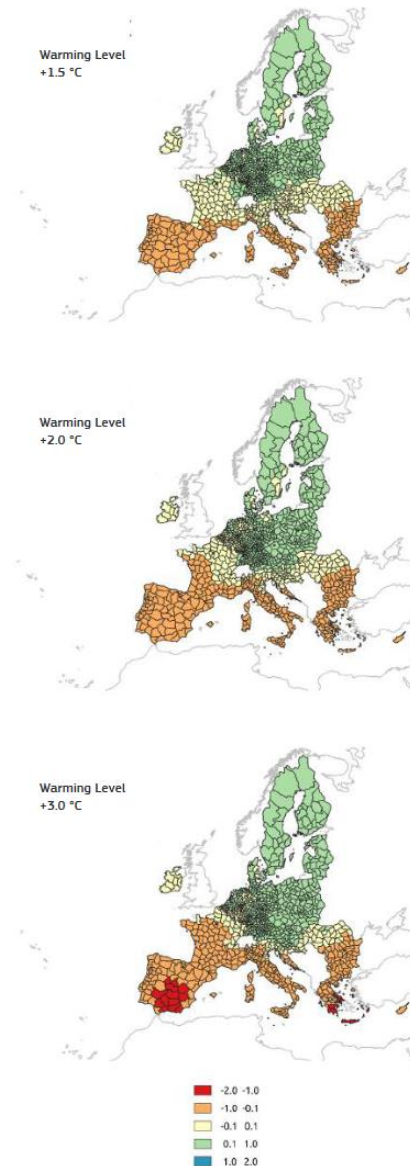 Warming Level
+1.5 °C
Warming Level
+2.0 °C
Warming Level
+3.0 °C
-2.0 -1.0
-1.0 -0.1
-0.1 0.1
0.1 1.0
1.0 2.0